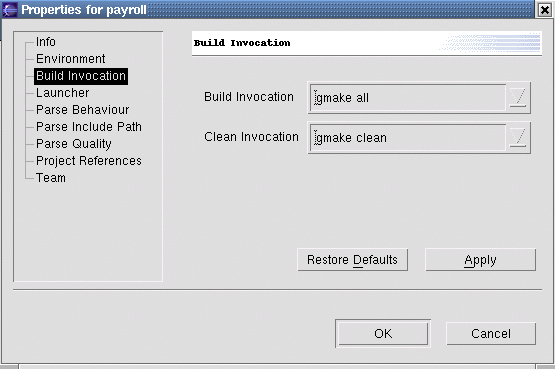 Properties for payroll
Info
Environment
Build Invocation
Launcher
Parse Behaviour
Parse Include Path
Parse Quality
Project References
Team
Build Invocation
Build Invocation gmake all
Clean Invocation gmake clean
Restore Defaults Apply
OK Cancel